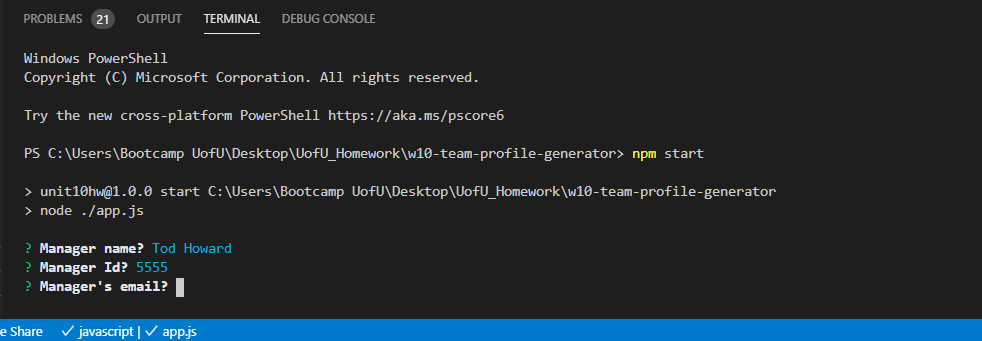 PROBLEMS 21 OUTPUT TERMINAL DEBUG CONSOLE
Windows PowerShell
Copyright (C) Microsoft Corporation. All rights reserved.
Try the new cross-platform PowerShell https://aka.ms/pscore6
PS C:\Users\Bootcamp UofU\Desktop\UofU_Homework\w10-team-profile-generator> npm start
> unit10hw@1.0.0 start C:\Users\Bootcamp UofU\Desktop\UofU_Homework\w10-team-profile-generator
> node ./app.js
? Manager name? Tod Howard
? Manager Id? 5555
? Manager's email?
e Share ✓ javascript | ✓ app.js